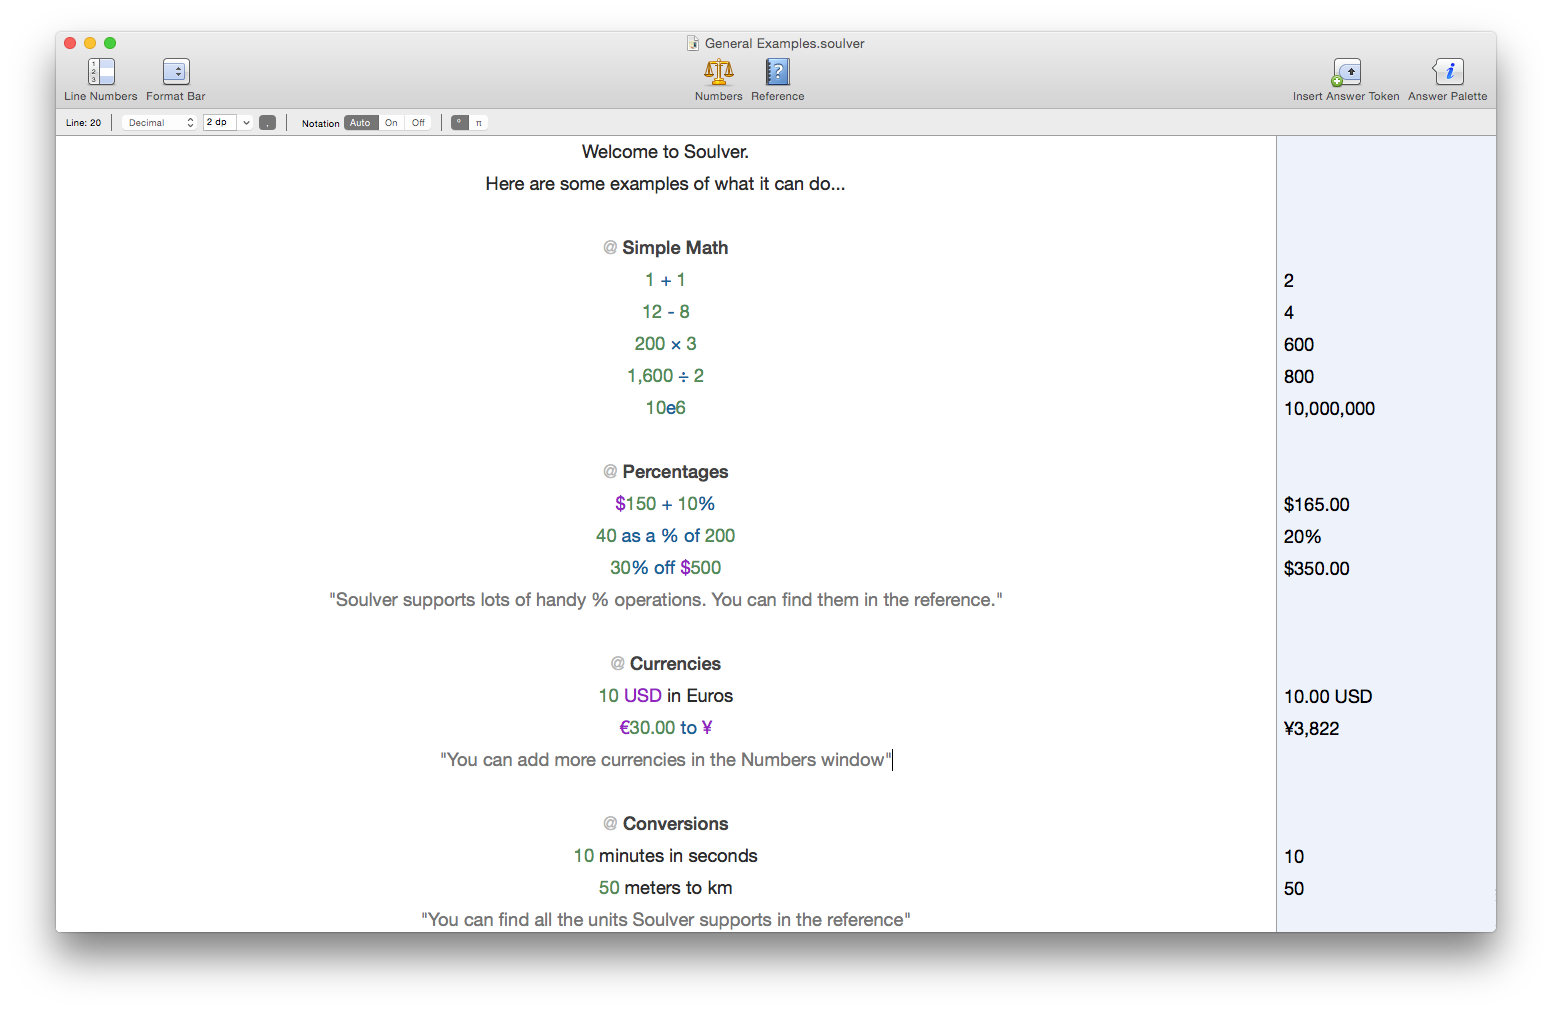 General Examples.soulver
Line Numbers Format Bar Numbers Reference Insert Answer Token Answer Palette
Line: 20 Decimal 2 dp , Notation Auto On Off ° π
Welcome to Soulver.
Here are some examples of what it can do...
@ Simple Math
1 + 1 2
12 - 8 4
200 × 3 600
1,600 ÷ 2 800
10e6 10,000,000
@ Percentages
$150 + 10% $165.00
40 as a % of 200 20%
30% off $500 $350.00
"Soulver supports lots of handy % operations. You can find them in the reference."
@ Currencies
10 USD in Euros 10.00 USD
€30.00 to ¥ ¥3,822
"You can add more currencies in the Numbers window"
@ Conversions
10 minutes in seconds 10
50 meters to km 50
"You can find all the units Soulver supports in the reference"